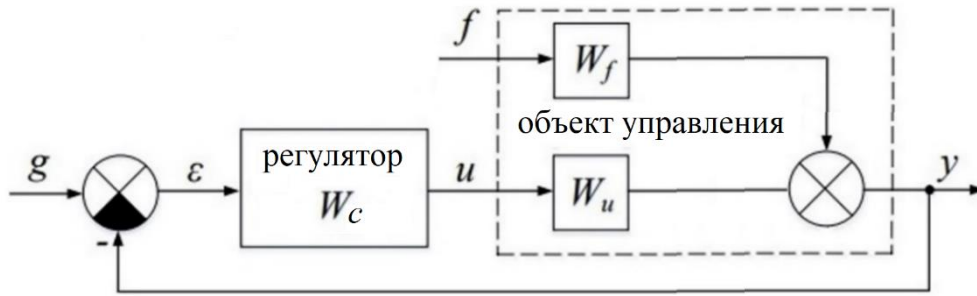 f
W_f
объект управления
g
ε
регулятор
W_c
u
W_u
y
-